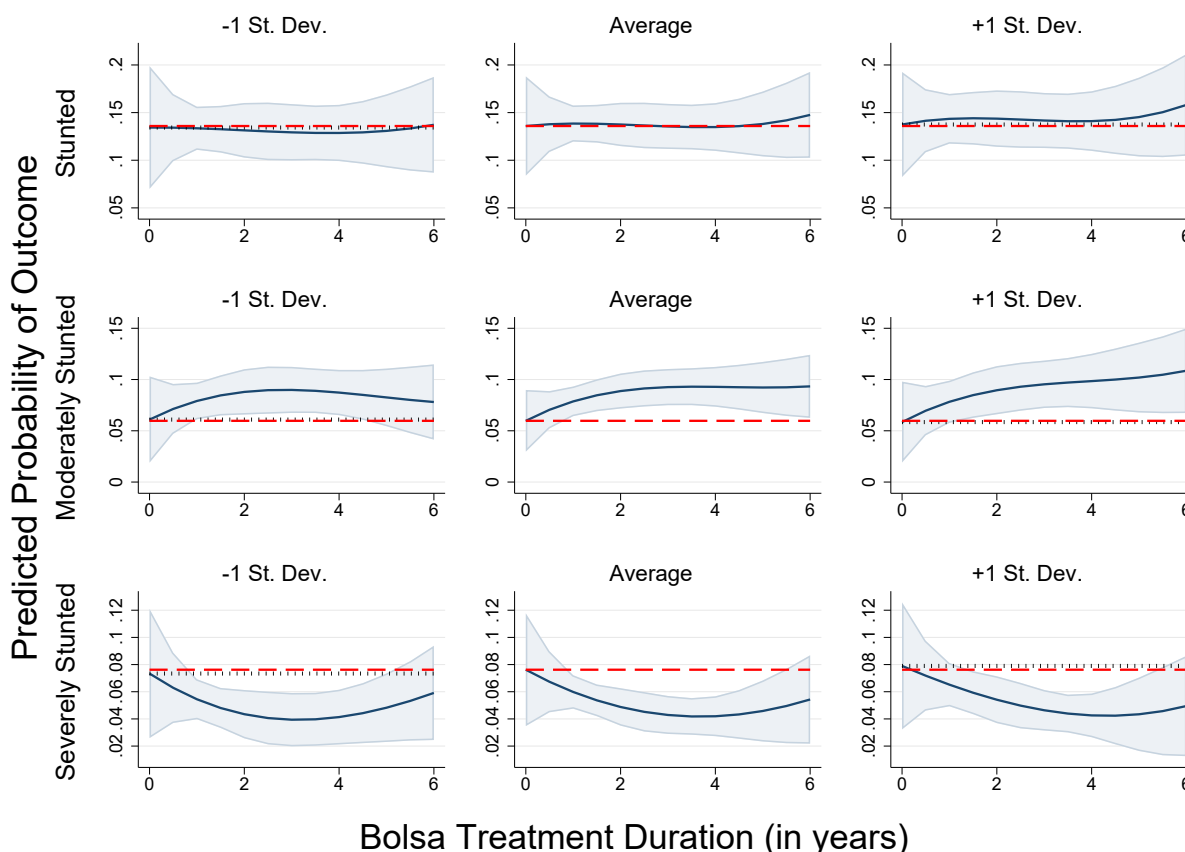 Predicted Probability of Outcome
Stunted
-1 St. Dev.
.05 .1 .15 .2
0 2 4 6
Average
.05 .1 .15 .2
0 2 4 6
+1 St. Dev.
.05 .1 .15 .2
0 2 4 6
Moderately Stunted
-1 St. Dev.
0 .05 .1 .15
0 2 4 6
Average
0 .05 .1 .15
0 2 4 6
+1 St. Dev.
0 .05 .1 .15
0 2 4 6
Severely Stunted
-1 St. Dev.
.02 .04 .06 .08 .1 .12
0 2 4 6
Average
.02 .04 .06 .08 .1 .12
0 2 4 6
+1 St. Dev.
.02 .04 .06 .08 .1 .12
0 2 4 6
Bolsa Treatment Duration (in years)